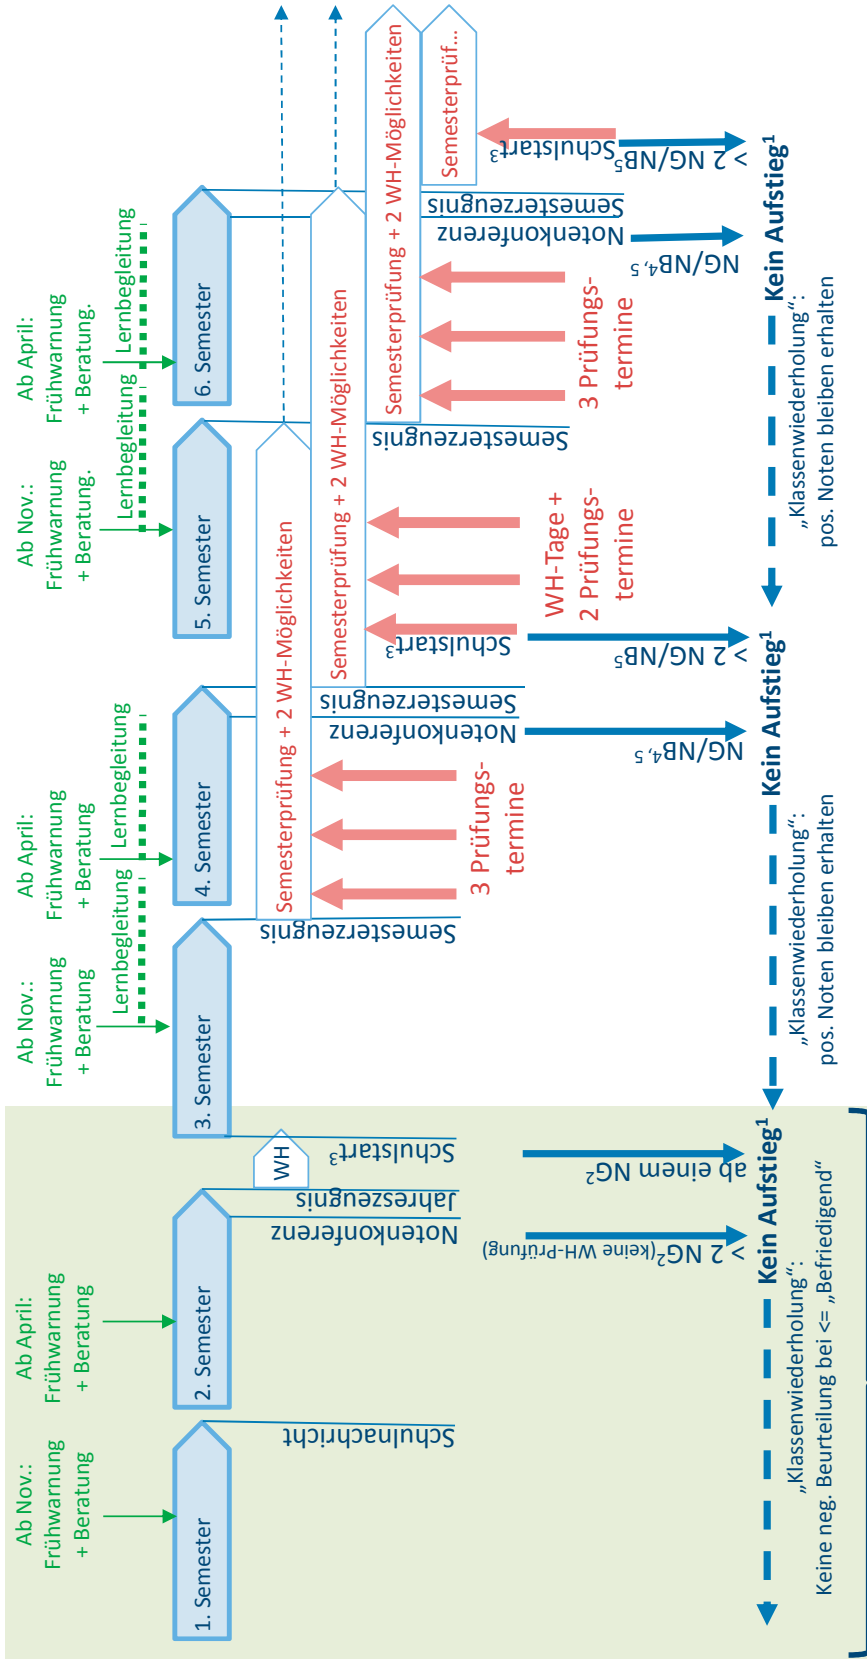 Ab Nov.:
Frühwarnung
+ Beratung
Ab April:
Frühwarnung
+ Beratung
Ab Nov.:
Frühwarnung
+ Beratung
Ab April:
Frühwarnung
+ Beratung
Ab Nov.:
Frühwarnung
+ Beratung.
Ab April:
Frühwarnung
+ Beratung.
Lernbegleitung
Lernbegleitung
Lernbegleitung
Lernbegleitung
1. Semester
2. Semester
3. Semester
4. Semester
5. Semester
6. Semester
WH
Semesterprüfung + 2 WH-Möglichkeiten
Semesterprüfung + 2 WH-Möglichkeiten
Semesterprüfung + 2 WH-Möglichkeiten
Semesterprüf...
Schulnachricht
Notenkonferenz
Jahreszeugnis
Schulstart³
Semesterzeugnis
Notenkonferenz
Semesterzeugnis
Schulstart³
Semesterzeugnis
Notenkonferenz
Semesterzeugnis
Schulstart³
3 Prüfungs-
termine
WH-Tage +
2 Prüfungs-
termine
3 Prüfungs-
termine
> 2 NG² (keine WH-Prüfung)
ab einem NG²
NG/NB⁴,⁵
> 2 NG/NB⁵
NG/NB⁴,⁵
> 2 NG/NB⁵
Kein Aufstieg¹
Kein Aufstieg¹
Kein Aufstieg¹
„Klassenwiederholung“:
Keine neg. Beurteilung bei <= „Befriedigend“
„Klassenwiederholung“:
pos. Noten bleiben erhalten
„Klassenwiederholung“:
pos. Noten bleiben erhalten